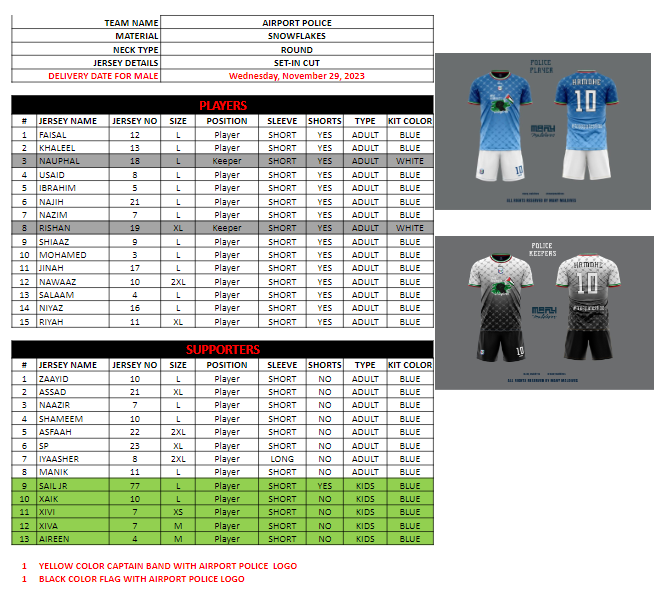 TEAM NAME AIRPORT POLICE
MATERIAL SNOWFLAKES
NECK TYPE ROUND
JERSEY DETAILS SET-IN CUT
DELIVERY DATE FOR MALE Wednesday, November 29, 2023
PLAYERS
# JERSEY NAME JERSEY NO SIZE POSITION SLEEVE SHORTS TYPE KIT COLOR
1 FAISAL 12 L Player SHORT YES ADULT BLUE
2 KHALEEL 13 L Player SHORT YES ADULT BLUE
3 NAUPHAL 18 L Keeper SHORT YES ADULT WHITE
4 USAID 8 L Player SHORT YES ADULT BLUE
5 IBRAHIM 5 L Player SHORT YES ADULT BLUE
6 NAJIH 21 L Player SHORT YES ADULT BLUE
7 NAZIM 7 L Player SHORT YES ADULT BLUE
8 RISHAN 19 XL Keeper SHORT YES ADULT WHITE
9 SHIAAZ 9 L Player SHORT YES ADULT BLUE
10 MOHAMED 3 L Player SHORT YES ADULT BLUE
11 JINAH 17 L Player SHORT YES ADULT BLUE
12 NAWAAZ 10 2XL Player SHORT YES ADULT BLUE
13 SALAAM 4 L Player SHORT YES ADULT BLUE
14 NIYAZ 16 L Player SHORT YES ADULT BLUE
15 RIYAH 11 XL Player SHORT YES ADULT BLUE
SUPPORTERS
# JERSEY NAME JERSEY NO SIZE POSITION SLEEVE SHORTS TYPE KIT COLOR
1 ZAAYID 10 L Player SHORT NO ADULT BLUE
2 ASSAD 21 XL Player SHORT NO ADULT BLUE
3 NAAZIR 7 L Player SHORT NO ADULT BLUE
4 SHAMEEM 10 L Player SHORT NO ADULT BLUE
5 ASFAAH 22 2XL Player SHORT NO ADULT BLUE
6 SP 23 XL Player SHORT NO ADULT BLUE
7 IYAASHER 8 2XL Player LONG NO ADULT BLUE
8 MANIK 11 L Player SHORT NO ADULT BLUE
9 SAIL JR 77 L Player SHORT YES KIDS BLUE
10 XAIK 10 L Player SHORT NO KIDS BLUE
11 XIVI 7 XS Player SHORT NO KIDS BLUE
12 XIVA 7 M Player SHORT NO KIDS BLUE
13 AIREEN 4 M Player SHORT NO KIDS BLUE
1 YELLOW COLOR CAPTAIN BAND WITH AIRPORT POLICE LOGO
1 BLACK COLOR FLAG WITH AIRPORT POLICE LOGO
POLICE
PLAYER
HAMDHE
10
10
ALL RIGHTS RESERVED BY MACKY MALDIVES
POLICE
KEEPERS
HAMDHE
10
10